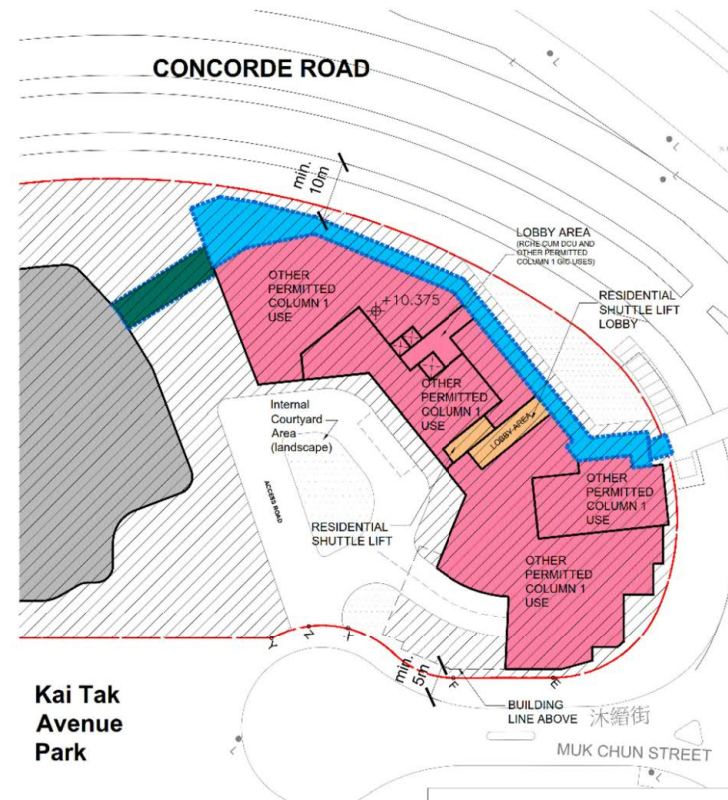 CONCORDE ROAD
min.
10m
LOBBY AREA
(RCHE CUM DCU AND
OTHER PERMITTED
COLUMN 1 GIC USES)
OTHER
PERMITTED
COLUMN 1
USE
+10.375
RESIDENTIAL
SHUTTLE LIFT
LOBBY
OTHER
PERMITTED
COLUMN 1
USE
Internal
Courtyard
Area
(landscape)
LOBBY AREA
ACCESS ROAD
OTHER
PERMITTED
COLUMN 1
USE
RESIDENTIAL
SHUTTLE LIFT
OTHER
PERMITTED
COLUMN 1
USE
Y
Z
X
min.
5m
F
E
Kai Tak
Avenue
Park
BUILDING
LINE ABOVE
沐縉街
MUK CHUN STREET